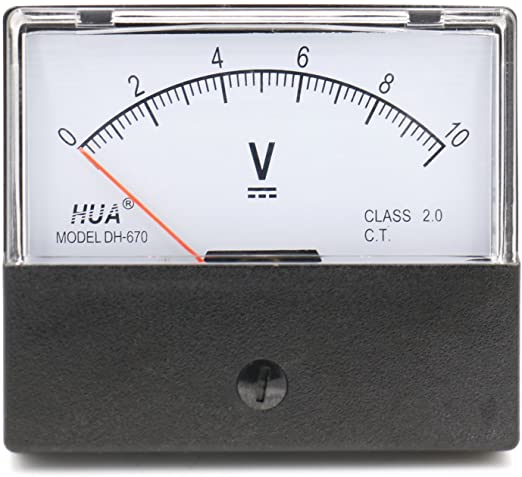 0 2 4 6 8 10
V
HUA®
MODEL DH-670
CLASS 2.0
C.T.